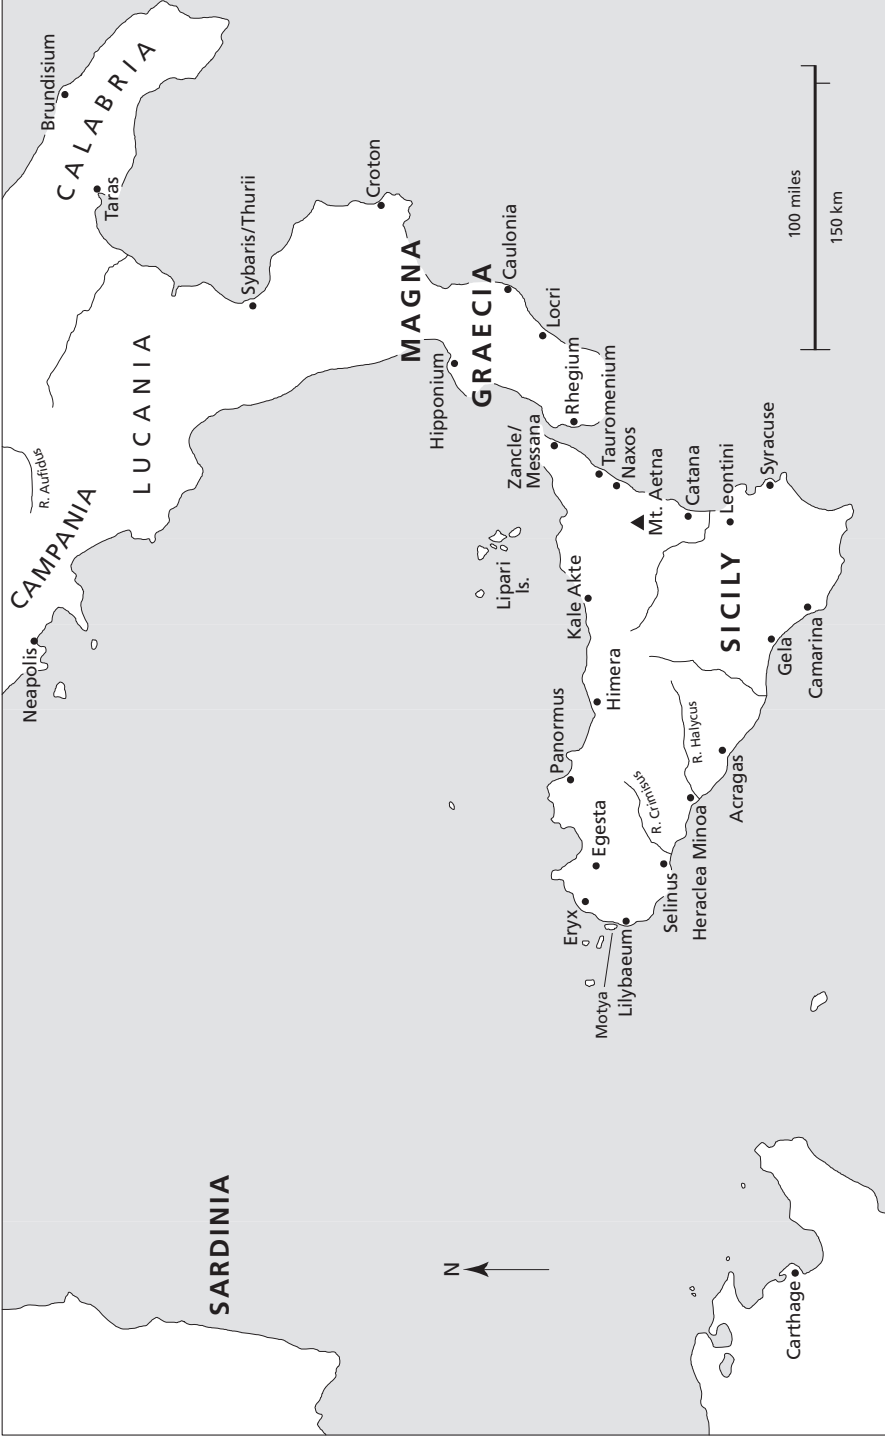 Brundisium
CALABRIA
Taras
Sybaris/Thurii
Croton
LUCANIA
R. Aufidus
CAMPANIA
Neapolis
MAGNA
GRAECIA
Caulonia
Locri
Hipponium
Rhegium
Zancle/
Messana
Tauromenium
Naxos
Mt. Aetna
Catana
Leontini
Syracuse
Lipari
Is.
Kale Akte
SICILY
Himera
Gela
Camarina
Panormus
R. Halycus
R. Crimisus
Acragas
Egesta
Heraclea Minoa
Selinus
Eryx
Motya
Lilybaeum
SARDINIA
N
Carthage
100 miles
150 km